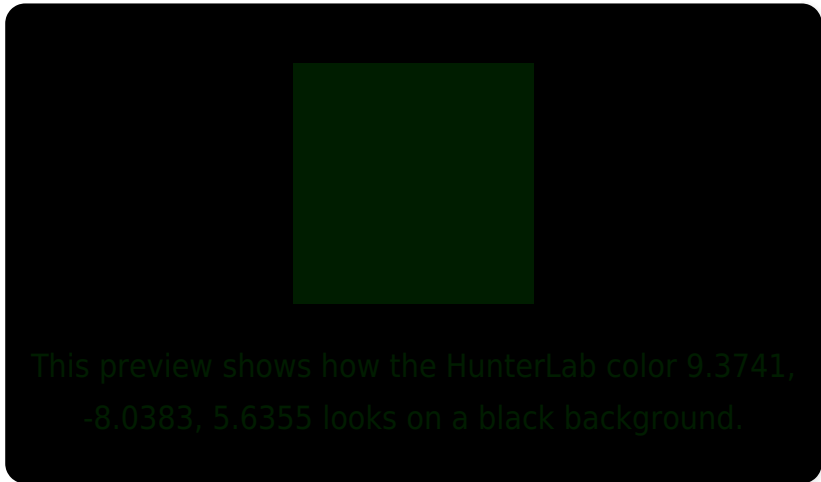 This preview shows how the HunterLab color 9.3741,
-8.0383, 5.6355 looks on a black background.